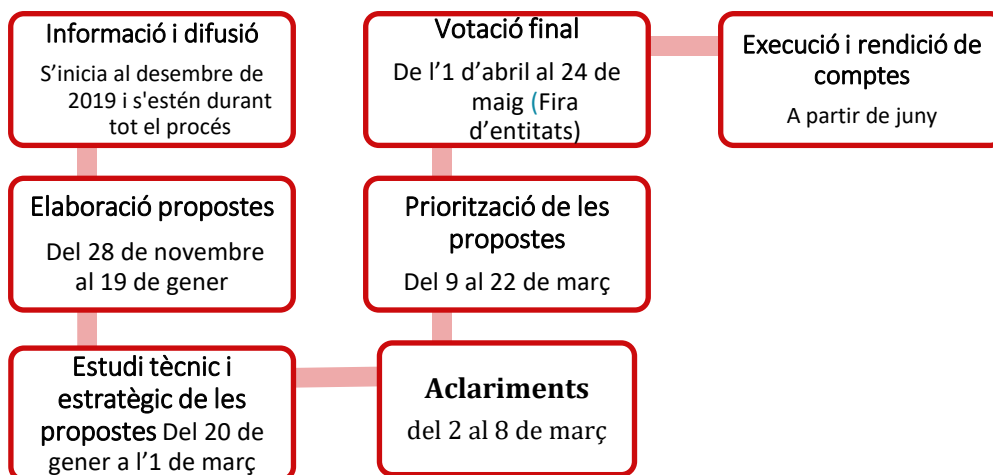 Informació i difusió
S'inicia al desembre de
2019 i s'estén durant
tot el procés
Elaboració propostes
Del 28 de novembre
al 19 de gener
Estudi tècnic i
estratègic de les
propostes Del 20 de
gener a l'1 de març
Aclariments
del 2 al 8 de març
Priorització de les
propostes
Del 9 al 22 de març
Votació final
De l'1 d'abril al 24 de
maig (Fira
d'entitats)
Execució i rendició de
comptes
A partir de juny